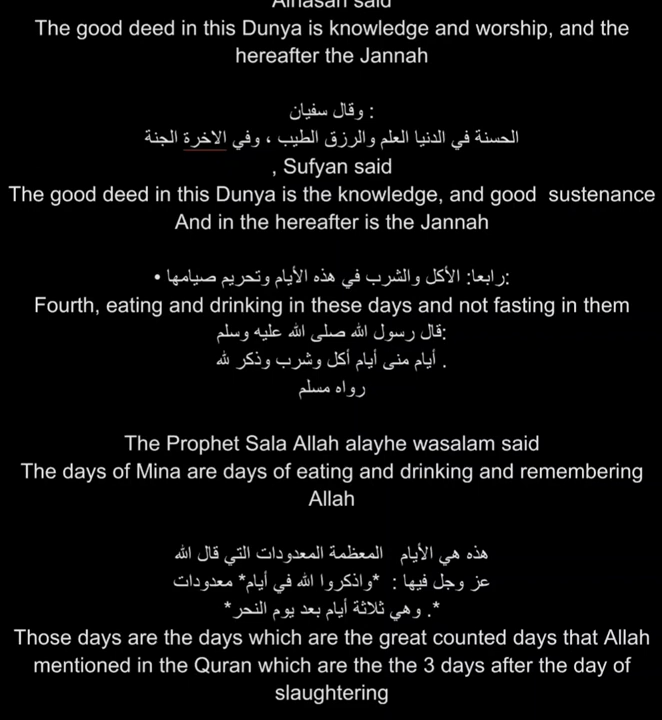 Alhasan said
The good deed in this Dunya is knowledge and worship, and the
hereafter the Jannah
وقال سفيان :
الحسنة في الدنيا العلم والرزق الطيب ، وفي الاخرة الجنة
, Sufyan said
The good deed in this Dunya is the knowledge, and good sustenance
And in the hereafter is the Jannah
• رابعا: الأكل والشرب في هذه الأيام وتحريم صيامها:
Fourth, eating and drinking in these days and not fasting in them
قال رسول الله صلى الله عليه وسلم:
أيام منى أيام أكل وشرب وذكر لله .
رواه مسلم
The Prophet Sala Allah alayhe wasalam said
The days of Mina are days of eating and drinking and remembering
Allah
هذه هي الأيام المعظمة المعدودات التي قال الله
عز وجل فيها : *واذكروا الله في أيام* معدودات
*وهي ثلاثة أيام بعد يوم النحر .*
Those days are the days which are the great counted days that Allah
mentioned in the Quran which are the the 3 days after the day of
slaughtering